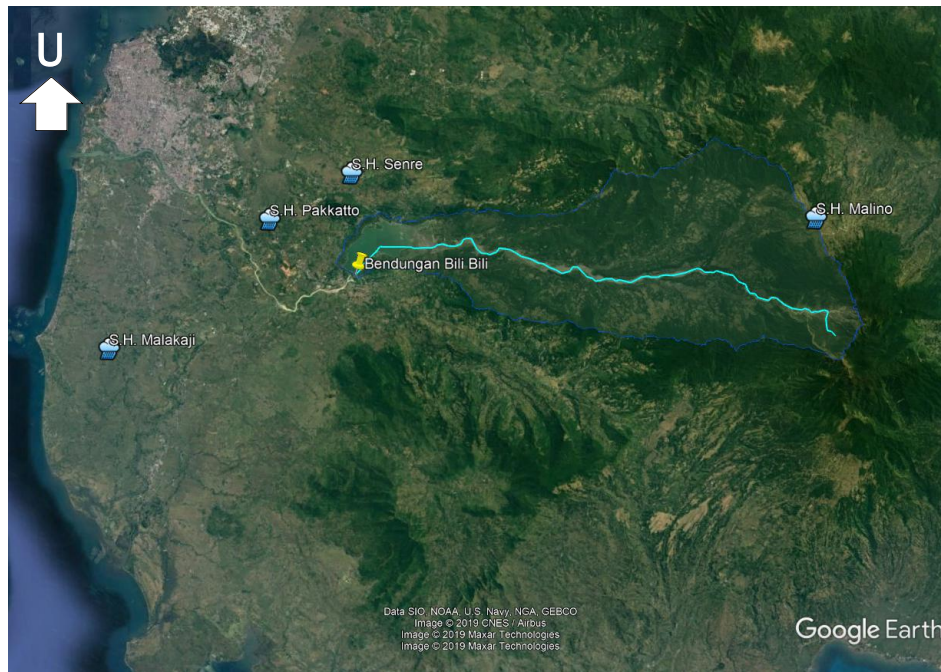 U
S.H. Senre
S.H. Pakkatto
S.H. Malino
Bendungan Bili Bili
S.H. Malakaji
Data SIO, NOAA, U.S. Navy, NGA, GEBCO
Image © 2019 CNES / Airbus
Image © 2019 Maxar Technologies
Image © 2019 Maxar Technologies
Google Earth